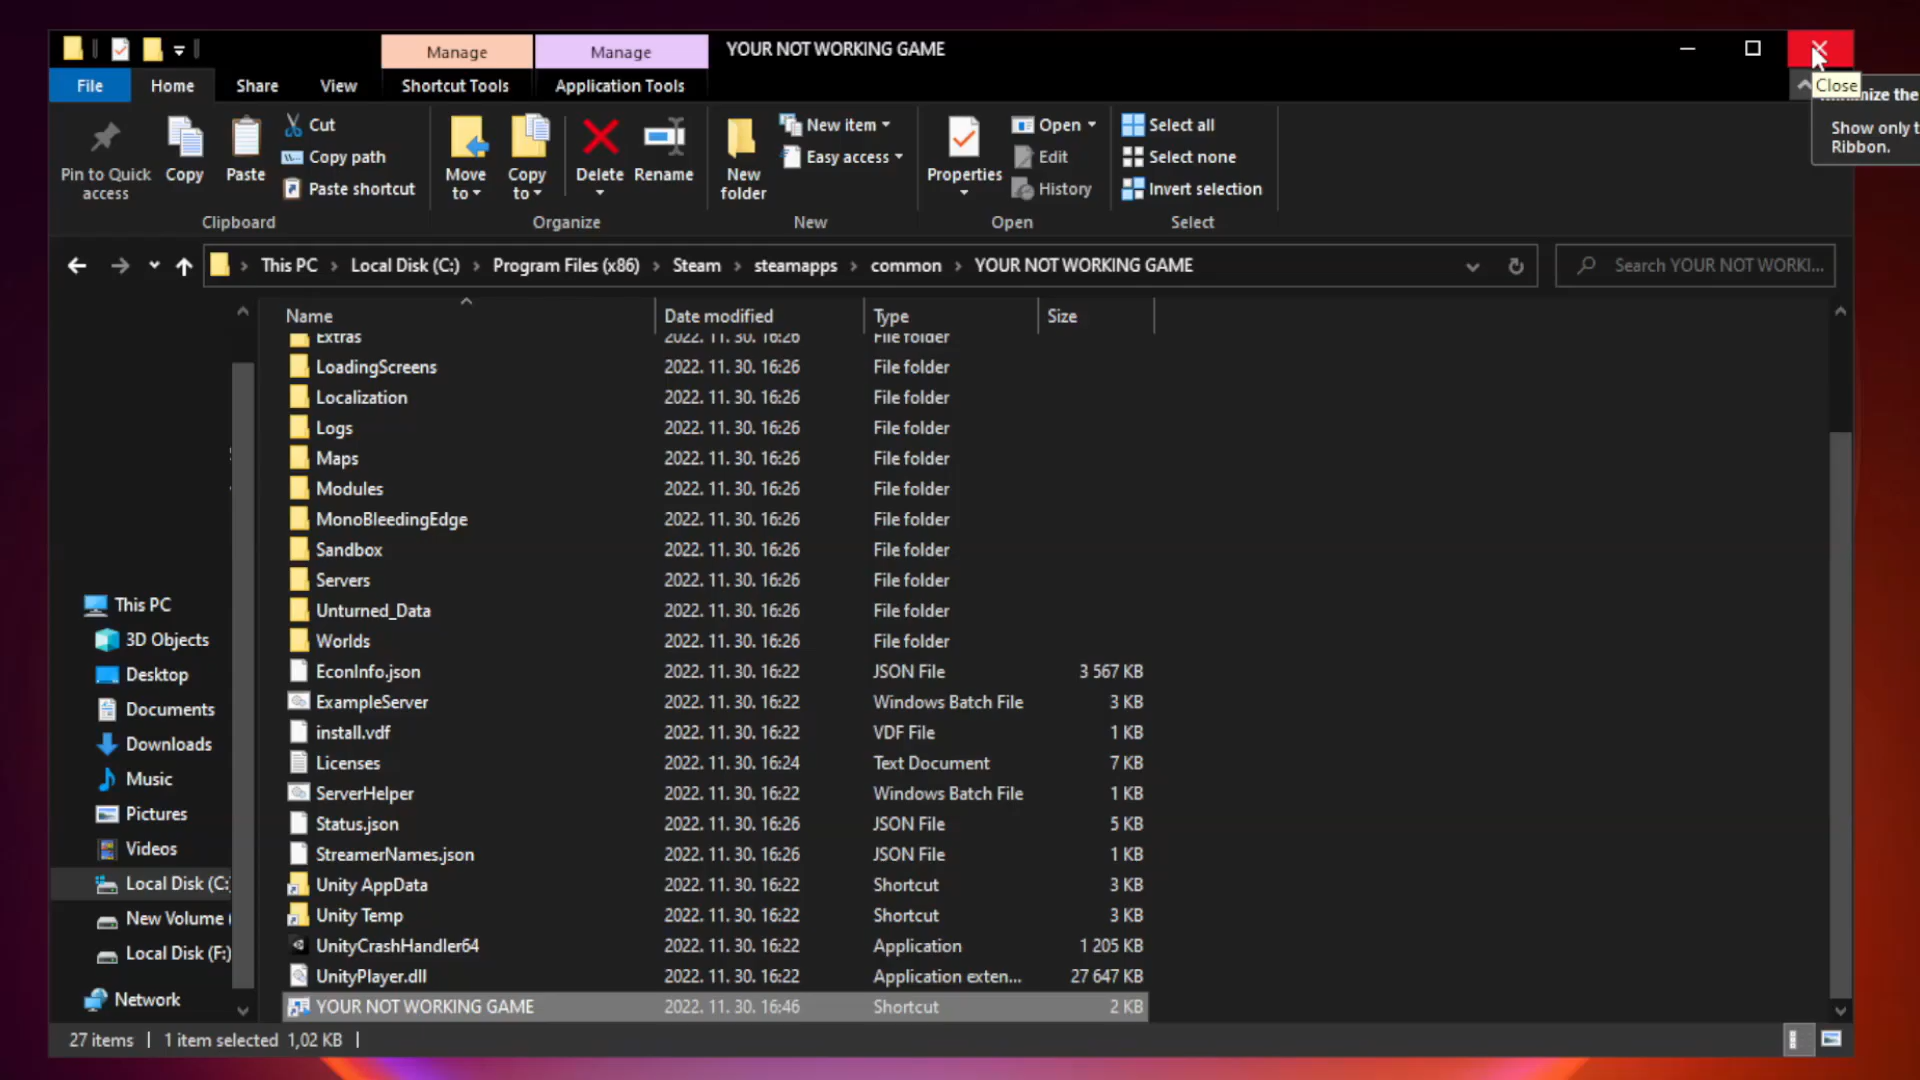 Manage
Manage
YOUR NOT WORKING GAME
Close
File
Home
Share
View
Shortcut Tools
Application Tools
the
Show only t
Ribbon.
Pin to Quick access
Copy
Paste
Cut
Copy path
Paste shortcut
Clipboard
Move to
Copy to
Delete
Rename
Organize
New folder
New item
Easy access
New
Properties
Open
Edit
History
Open
Select all
Select none
Invert selection
Select
This PC > Local Disk (C:) > Program Files (x86) > Steam > steamapps > common > YOUR NOT WORKING GAME
Search YOUR NOT WORKI...
Name Date modified Type Size
Extras 2022. 11. 30. 16:26 File folder
LoadingScreens 2022. 11. 30. 16:26 File folder
Localization 2022. 11. 30. 16:26 File folder
Logs 2022. 11. 30. 16:26 File folder
Maps 2022. 11. 30. 16:26 File folder
Modules 2022. 11. 30. 16:26 File folder
MonoBleedingEdge 2022. 11. 30. 16:26 File folder
Sandbox 2022. 11. 30. 16:26 File folder
Servers 2022. 11. 30. 16:26 File folder
Unturned_Data 2022. 11. 30. 16:26 File folder
Worlds 2022. 11. 30. 16:26 File folder
EconInfo.json 2022. 11. 30. 16:22 JSON File 3 567 KB
ExampleServer 2022. 11. 30. 16:22 Windows Batch File 3 KB
install.vdf 2022. 11. 30. 16:22 VDF File 1 KB
Licenses 2022. 11. 30. 16:24 Text Document 7 KB
ServerHelper 2022. 11. 30. 16:22 Windows Batch File 1 KB
Status.json 2022. 11. 30. 16:26 JSON File 5 KB
StreamerNames.json 2022. 11. 30. 16:26 JSON File 1 KB
Unity AppData 2022. 11. 30. 16:22 Shortcut 3 KB
Unity Temp 2022. 11. 30. 16:22 Shortcut 3 KB
UnityCrashHandler64 2022. 11. 30. 16:22 Application 1 205 KB
UnityPlayer.dll 2022. 11. 30. 16:22 Application exten... 27 647 KB
YOUR NOT WORKING GAME 2022. 11. 30. 16:46 Shortcut 2 KB
This PC
3D Objects
Desktop
Documents
Downloads
Music
Pictures
Videos
Local Disk (C:)
New Volume (
Local Disk (F:)
Network
27 items | 1 item selected 1,02 KB |